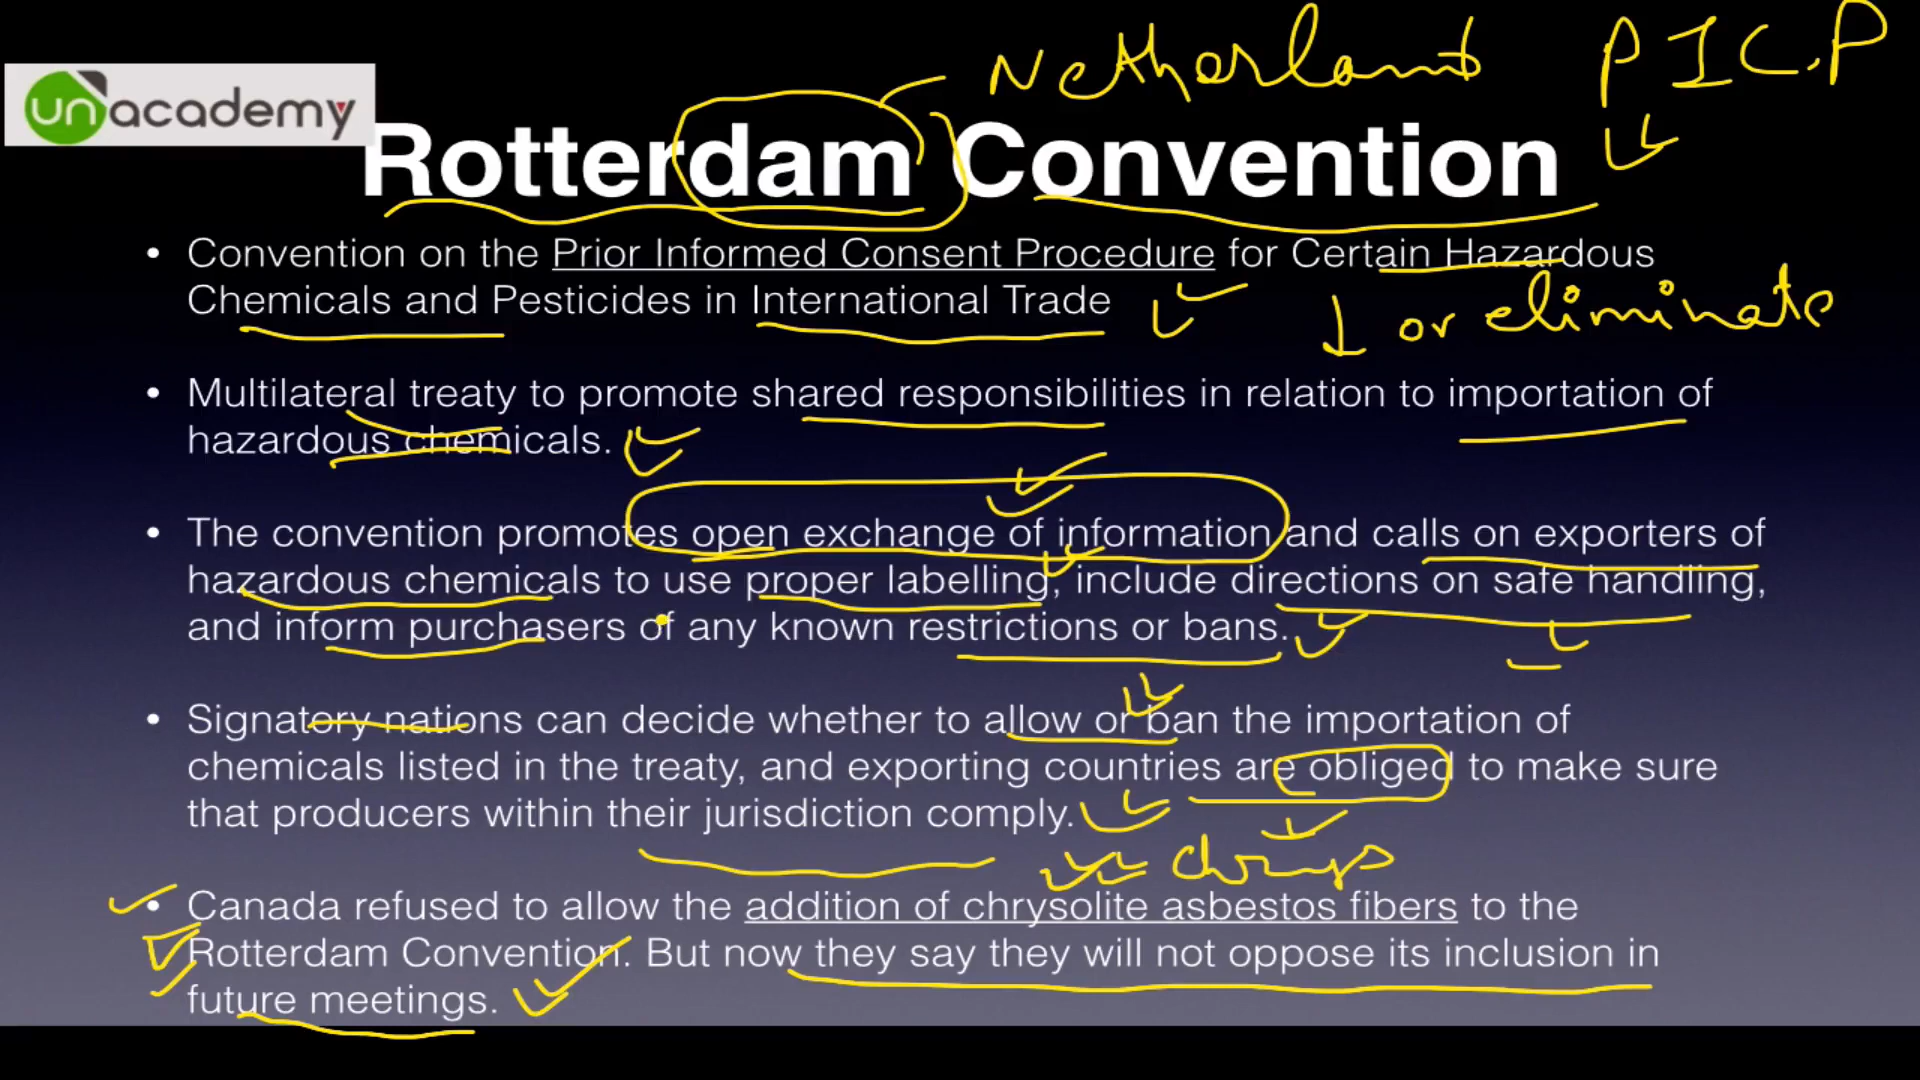 Netherland PIC.P
unacademy
Rotterdam Convention
• Convention on the Prior Informed Consent Procedure for Certain Hazardous
Chemicals and Pesticides in International Trade
↓ or eliminate
• Multilateral treaty to promote shared responsibilities in relation to importation of
hazardous chemicals.
• The convention promotes open exchange of information and calls on exporters of
hazardous chemicals to use proper labelling, include directions on safe handling,
and inform purchasers of any known restrictions or bans.
• Signatory nations can decide whether to allow or ban the importation of
chemicals listed in the treaty, and exporting countries are obliged to make sure
that producers within their jurisdiction comply.
• Canada refused to allow the addition of chrysolite asbestos fibers to the
Rotterdam Convention. But now they say they will not oppose its inclusion in
future meetings.